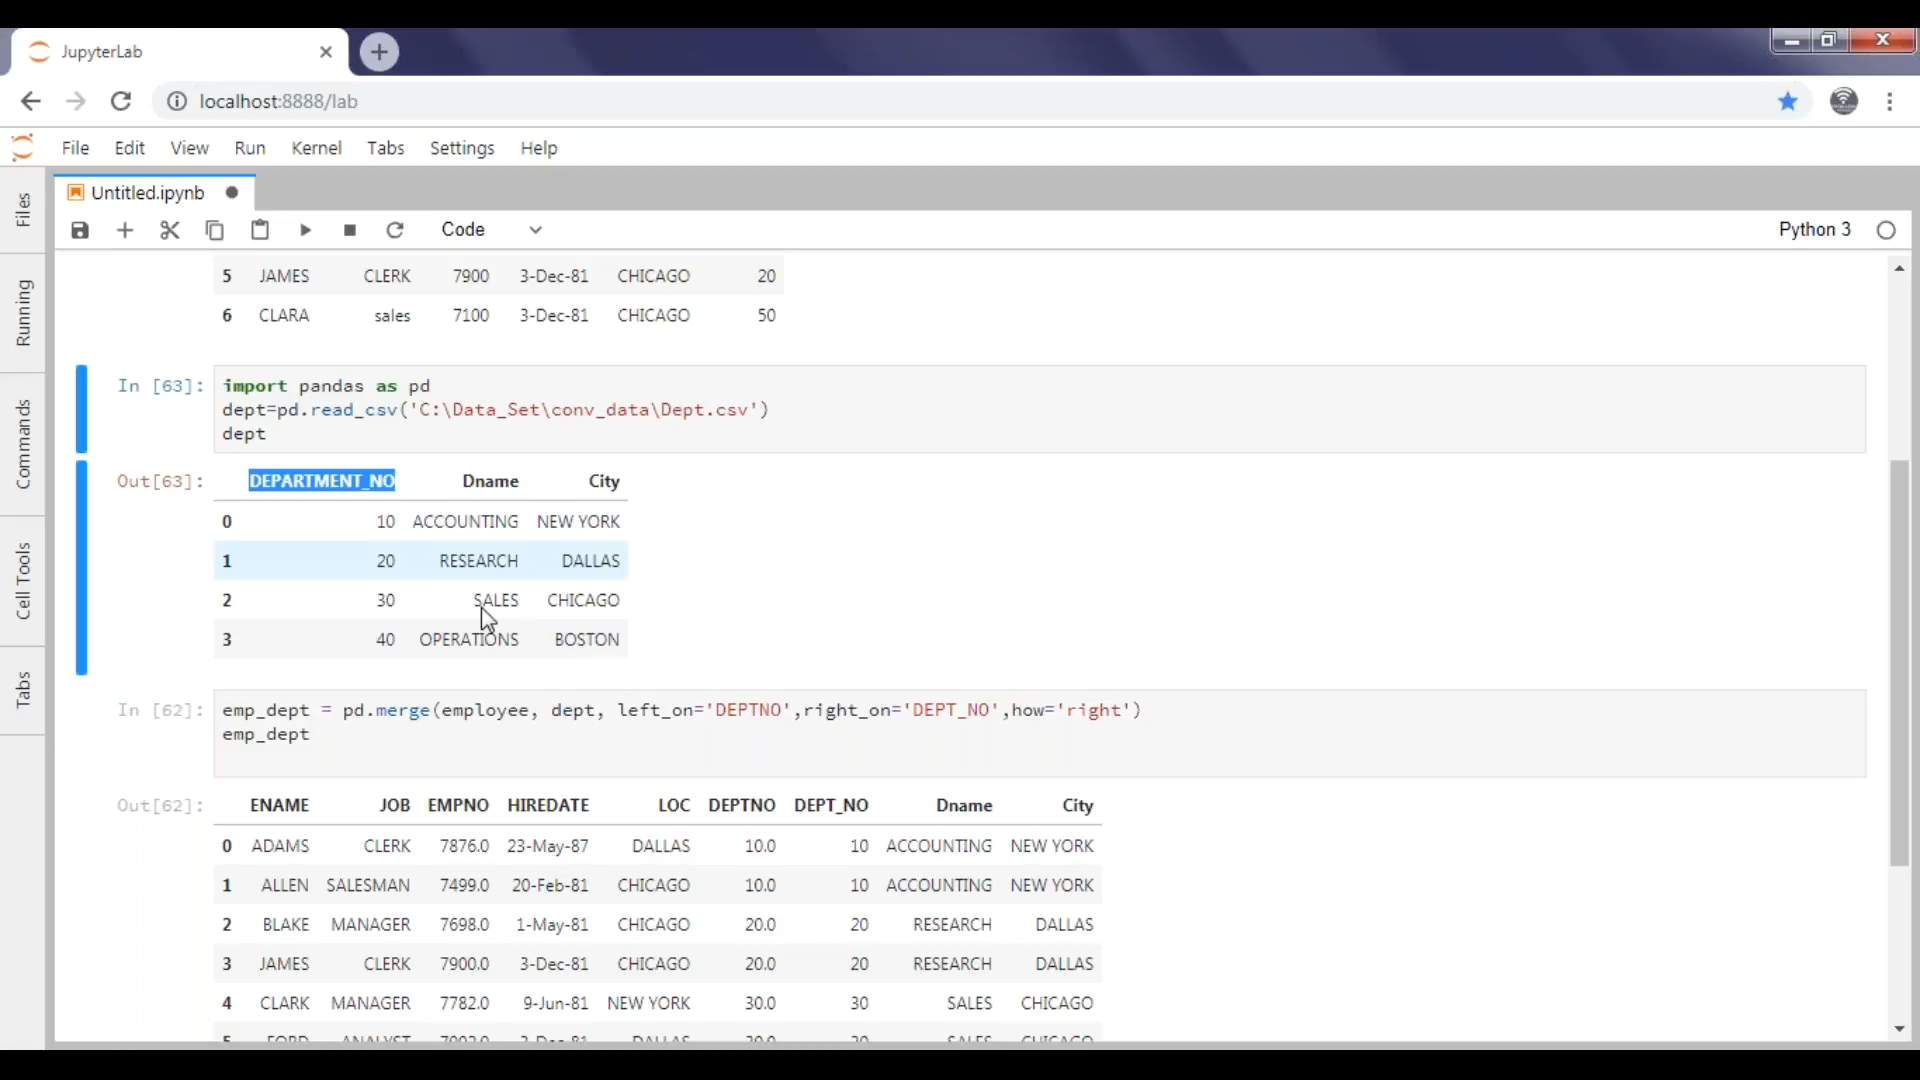 JupyterLab
localhost:8888/lab
File Edit View Run Kernel Tabs Settings Help
Untitled.ipynb
Code
Python 3
Files
Running
Commands
Cell Tools
Tabs
5 JAMES CLERK 7900 3-Dec-81 CHICAGO 20
6 CLARA sales 7100 3-Dec-81 CHICAGO 50
In [63]: import pandas as pd
dept=pd.read_csv('C:\Data_Set\conv_data\Dept.csv')
dept
Out[63]: DEPARTMENT_NO Dname City
0 10 ACCOUNTING NEW YORK
1 20 RESEARCH DALLAS
2 30 SALES CHICAGO
3 40 OPERATIONS BOSTON
In [62]: emp_dept = pd.merge(employee, dept, left_on='DEPTNO',right_on='DEPT_NO',how='right')
emp_dept
Out[62]: ENAME JOB EMPNO HIREDATE LOC DEPTNO DEPT_NO Dname City
0 ADAMS CLERK 7876.0 23-May-87 DALLAS 10.0 10 ACCOUNTING NEW YORK
1 ALLEN SALESMAN 7499.0 20-Feb-81 CHICAGO 10.0 10 ACCOUNTING NEW YORK
2 BLAKE MANAGER 7698.0 1-May-81 CHICAGO 20.0 20 RESEARCH DALLAS
3 JAMES CLERK 7900.0 3-Dec-81 CHICAGO 20.0 20 RESEARCH DALLAS
4 CLARK MANAGER 7782.0 9-Jun-81 NEW YORK 30.0 30 SALES CHICAGO